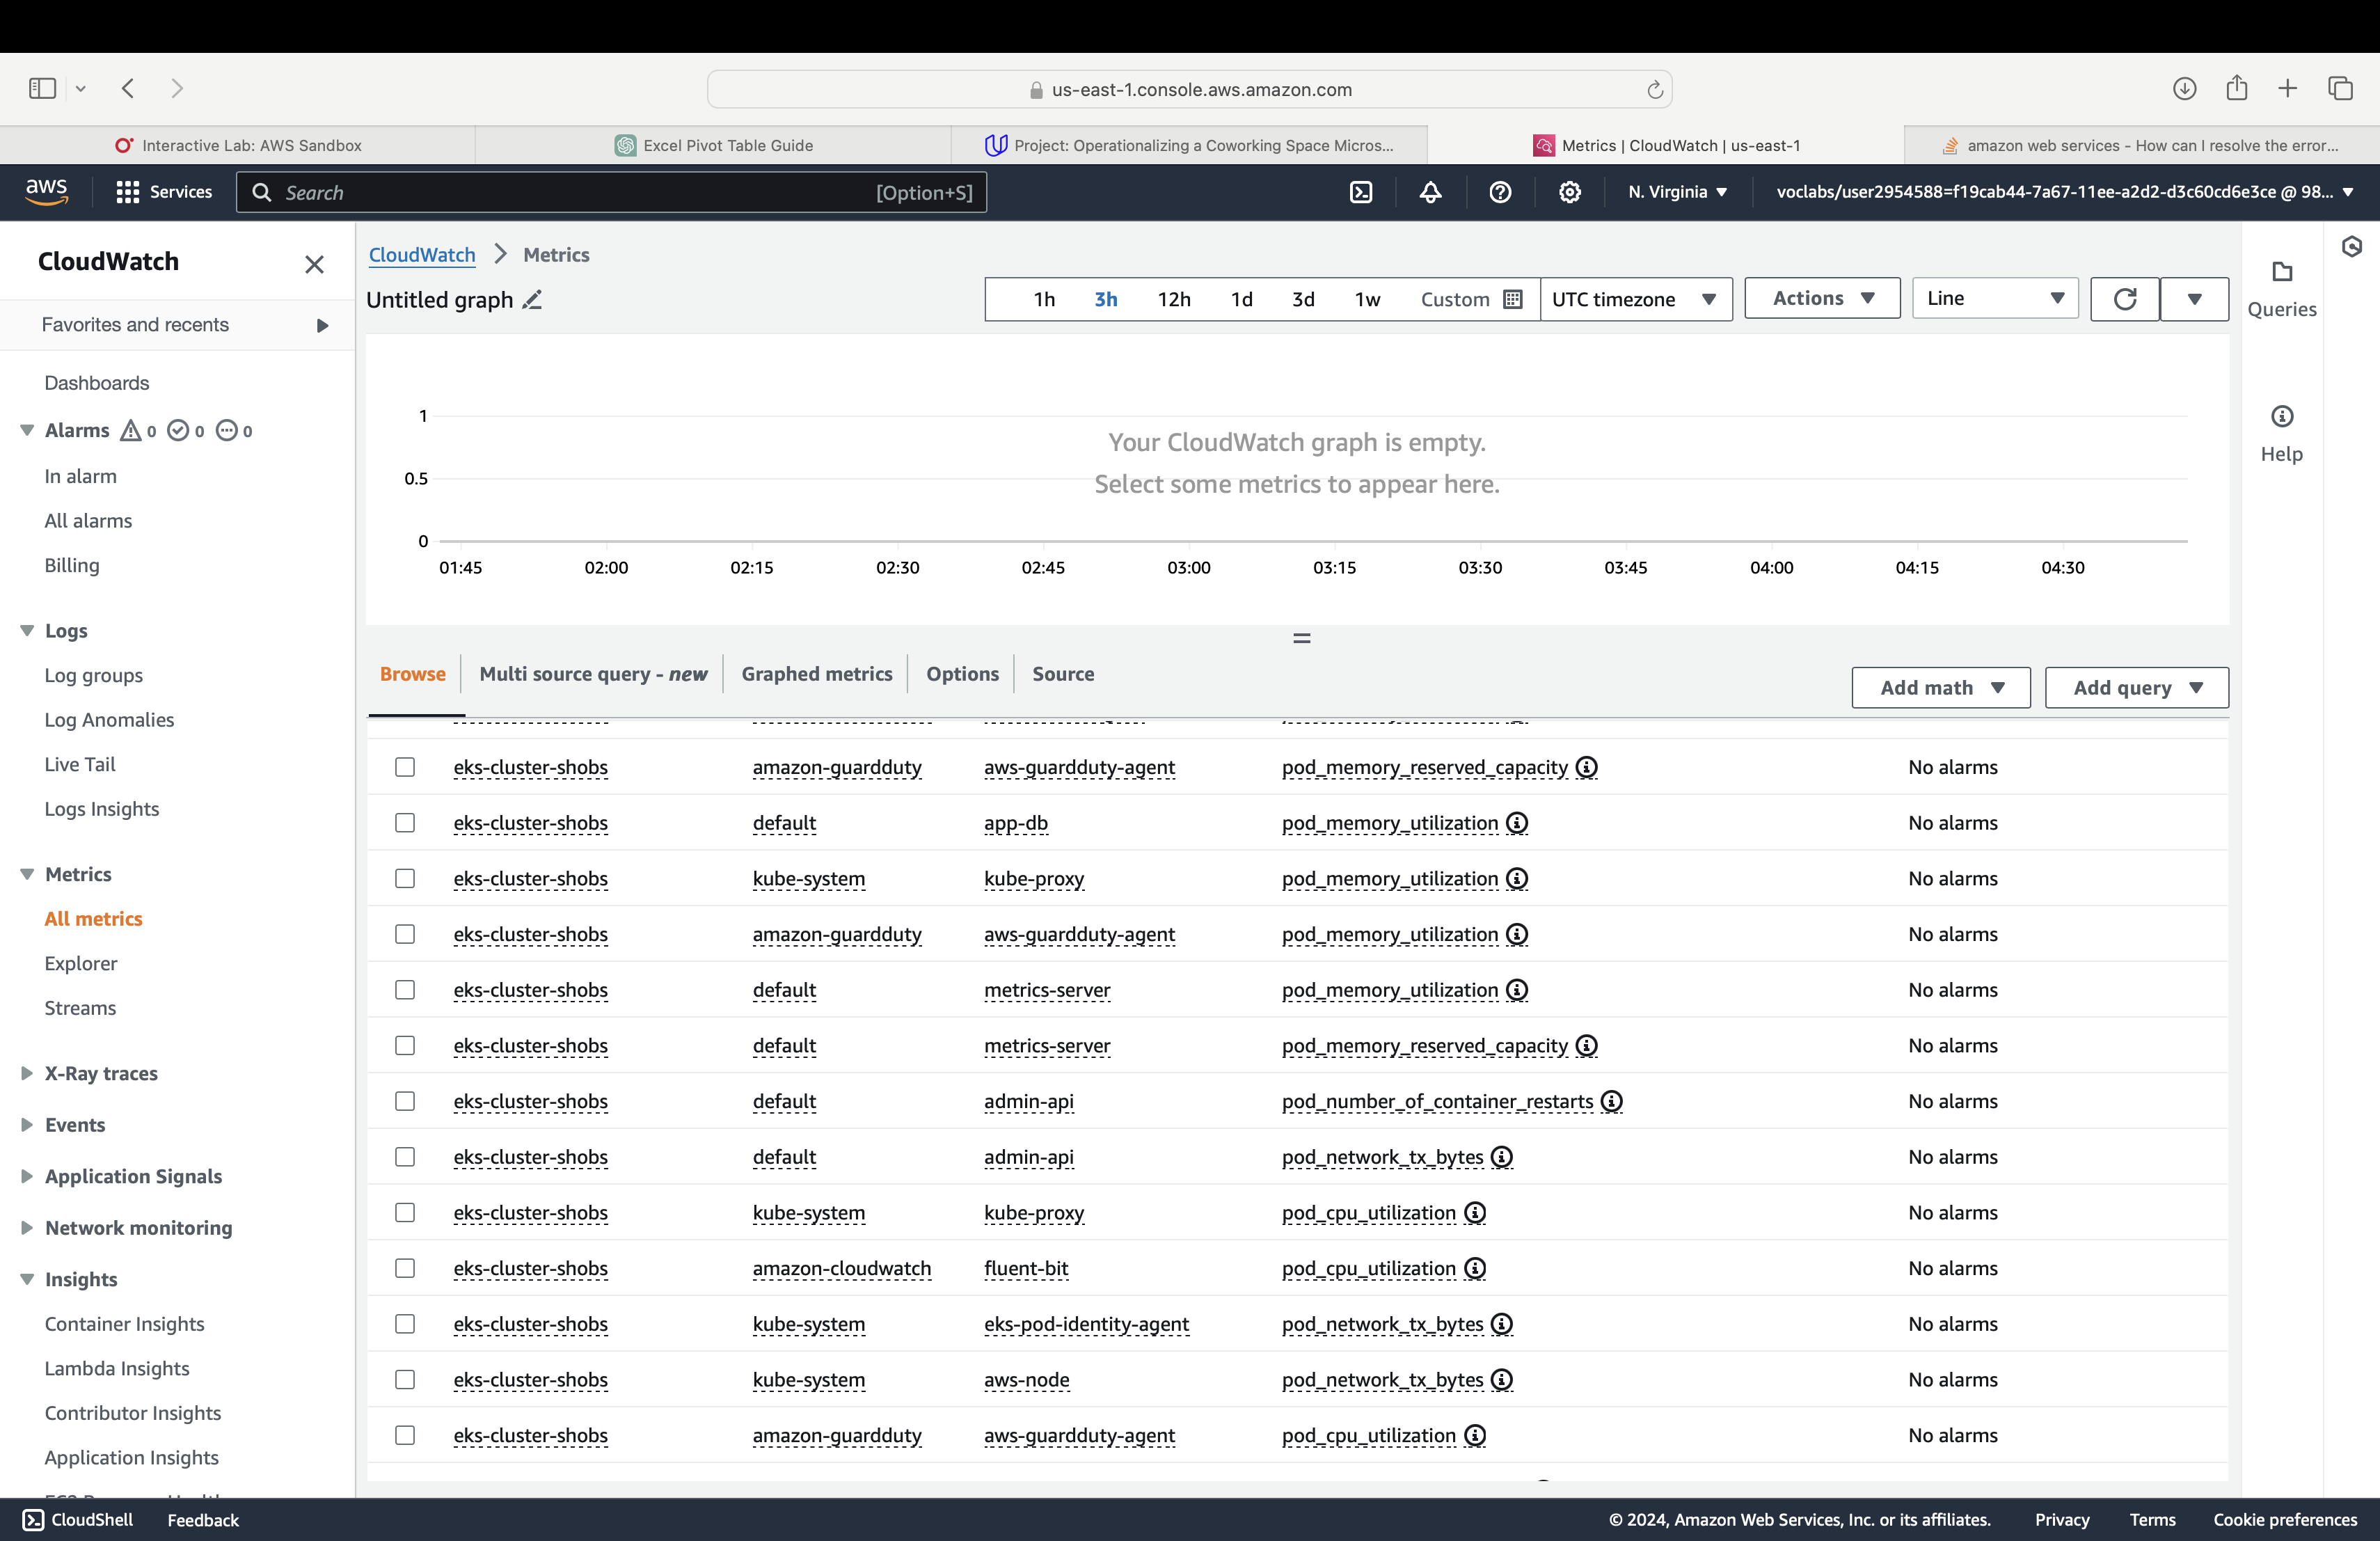 us-east-1.console.aws.amazon.com
Interactive Lab: AWS Sandbox
Excel Pivot Table Guide
Project: Operationalizing a Coworking Space Micros...
Metrics | CloudWatch | us-east-1
amazon web services - How can I resolve the error...
aws
Services
Search
[Option+S]
N. Virginia
voclabs/user2954588=f19cab44-7a67-11ee-a2d2-d3c60cd6e3ce @ 98...
CloudWatch
Favorites and recents
Dashboards
Alarms 0 0 0
In alarm
All alarms
Billing
Logs
Log groups
Log Anomalies
Live Tail
Logs Insights
Metrics
All metrics
Explorer
Streams
X-Ray traces
Events
Application Signals
Network monitoring
Insights
Container Insights
Lambda Insights
Contributor Insights
Application Insights
CloudWatch > Metrics
Untitled graph
1h 3h 12h 1d 3d 1w Custom UTC timezone Actions Line
1
0.5
0
Your CloudWatch graph is empty.
Select some metrics to appear here.
01:45 02:00 02:15 02:30 02:45 03:00 03:15 03:30 03:45 04:00 04:15 04:30
Queries
Help
Browse Multi source query - new Graphed metrics Options Source Add math Add query
eks-cluster-shobs amazon-guardduty aws-guardduty-agent pod_memory_reserved_capacity No alarms
eks-cluster-shobs default app-db pod_memory_utilization No alarms
eks-cluster-shobs kube-system kube-proxy pod_memory_utilization No alarms
eks-cluster-shobs amazon-guardduty aws-guardduty-agent pod_memory_utilization No alarms
eks-cluster-shobs default metrics-server pod_memory_utilization No alarms
eks-cluster-shobs default metrics-server pod_memory_reserved_capacity No alarms
eks-cluster-shobs default admin-api pod_number_of_container_restarts No alarms
eks-cluster-shobs default admin-api pod_network_tx_bytes No alarms
eks-cluster-shobs kube-system kube-proxy pod_cpu_utilization No alarms
eks-cluster-shobs amazon-cloudwatch fluent-bit pod_cpu_utilization No alarms
eks-cluster-shobs kube-system eks-pod-identity-agent pod_network_tx_bytes No alarms
eks-cluster-shobs kube-system aws-node pod_network_tx_bytes No alarms
eks-cluster-shobs amazon-guardduty aws-guardduty-agent pod_cpu_utilization No alarms
CloudShell Feedback © 2024, Amazon Web Services, Inc. or its affiliates. Privacy Terms Cookie preferences